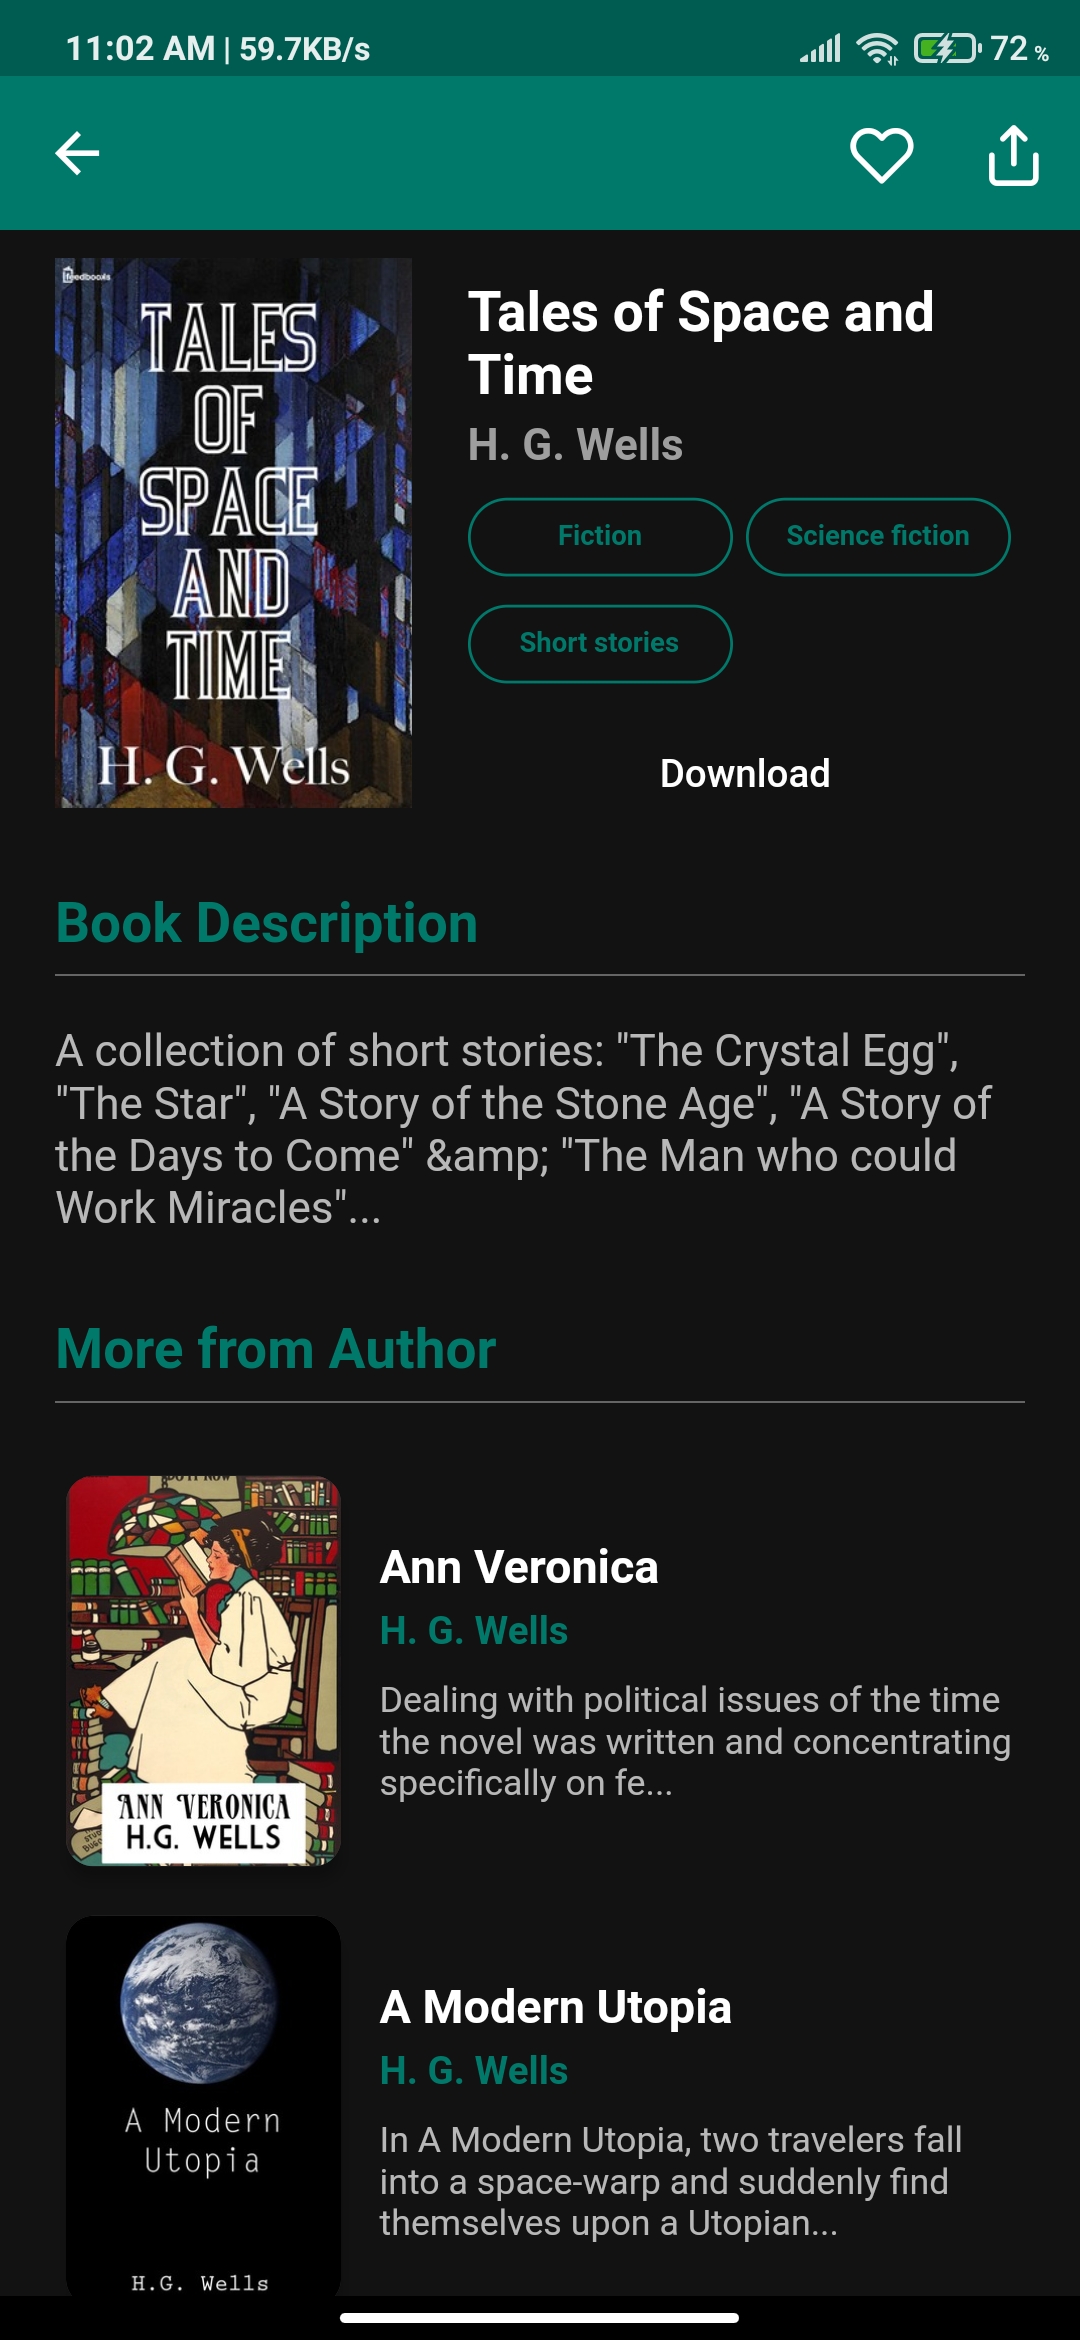 11:02 AM | 59.7KB/s
72 %
feedbooks
TALES
OF
SPACE
AND
TIME
H. G. Wells
Tales of Space and
Time
H. G. Wells
Fiction
Science fiction
Short stories
Download
Book Description
A collection of short stories: "The Crystal Egg",
"The Star", "A Story of the Stone Age", "A Story of
the Days to Come" &amp; "The Man who could
Work Miracles"...
More from Author
DO IT NOW
ANN VERONICA
H.G. WELLS
Ann Veronica
H. G. Wells
Dealing with political issues of the time
the novel was written and concentrating
specifically on fe...
A Modern
Utopia
H.G. Wells
A Modern Utopia
H. G. Wells
In A Modern Utopia, two travelers fall
into a space-warp and suddenly find
themselves upon a Utopian...